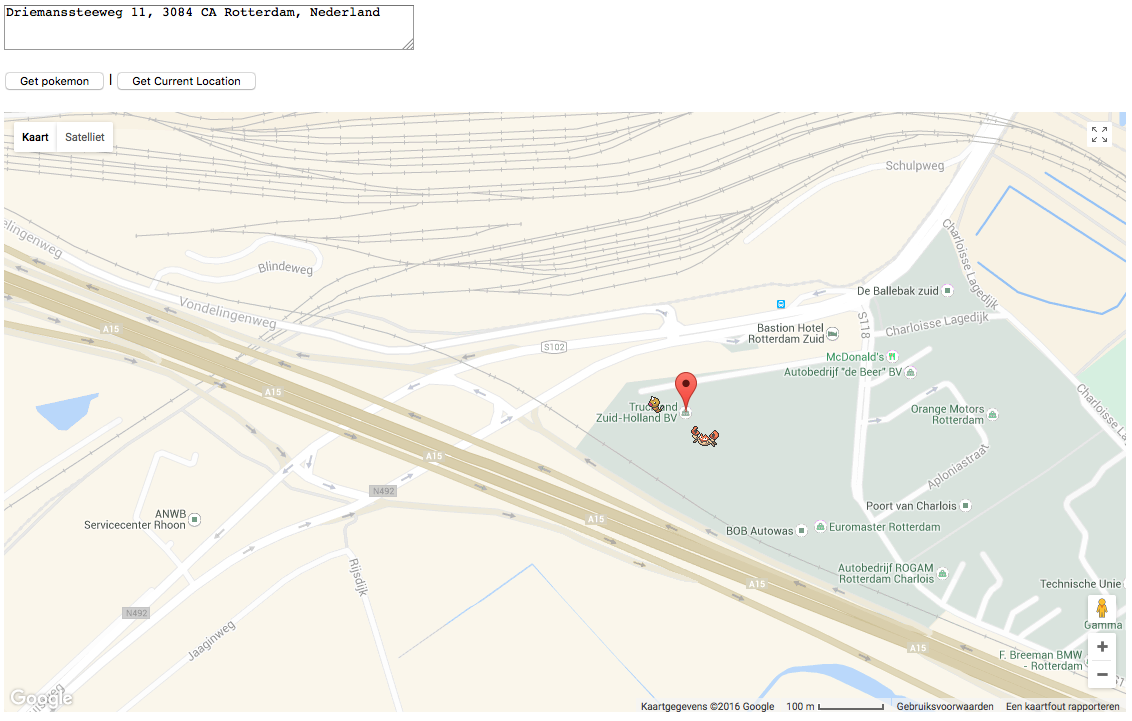 Driemanssteeweg 11, 3084 CA Rotterdam, Nederland
Get pokemon | Get Current Location
Kaart Satelliet
Schulpweg
elingenweg
Blindeweg
Charloisse Lagedijk
De Ballebak zuid
Vondelingenweg
A15
S102
Bastion Hotel
Rotterdam Zuid
S118
Charloisse Lagedijk
McDonald's
Autobedrijf "de Beer" BV
A15
Charloisse
Truckland
Zuid-Holland BV
Orange Motors
Rotterdam
A15
Aploniastraat
N492
ANWB
Servicecenter Rhoon
Poort van Charlois
A15
BOB Autowas
Euromaster Rotterdam
Rijsdijk
Autobedrijf ROGAM
Rotterdam Charlois
A15
Technische Unie
N492
Gamma
Jaaginweg
A15
F. Breeman BMW
- Rotterdam
+
−
Google
Kaartgegevens ©2016 Google 100 m Gebruiksvoorwaarden Een kaartfout rapporteren